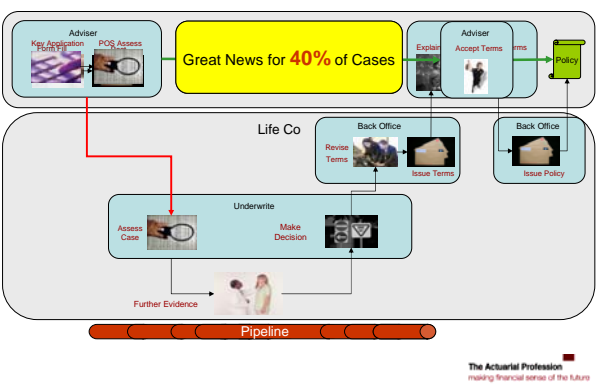 Adviser
Key Application
Form Fill
POS Assess
Great News for 40% of Cases
Adviser
Explain
Accept Terms
rms
Policy
Life Co
Back Office
Revise
Terms
Issue Terms
Back Office
Issue Policy
Underwrite
Assess
Case
Make
Decision
Further Evidence
Pipeline
The Actuarial Profession
making financial sense of the future